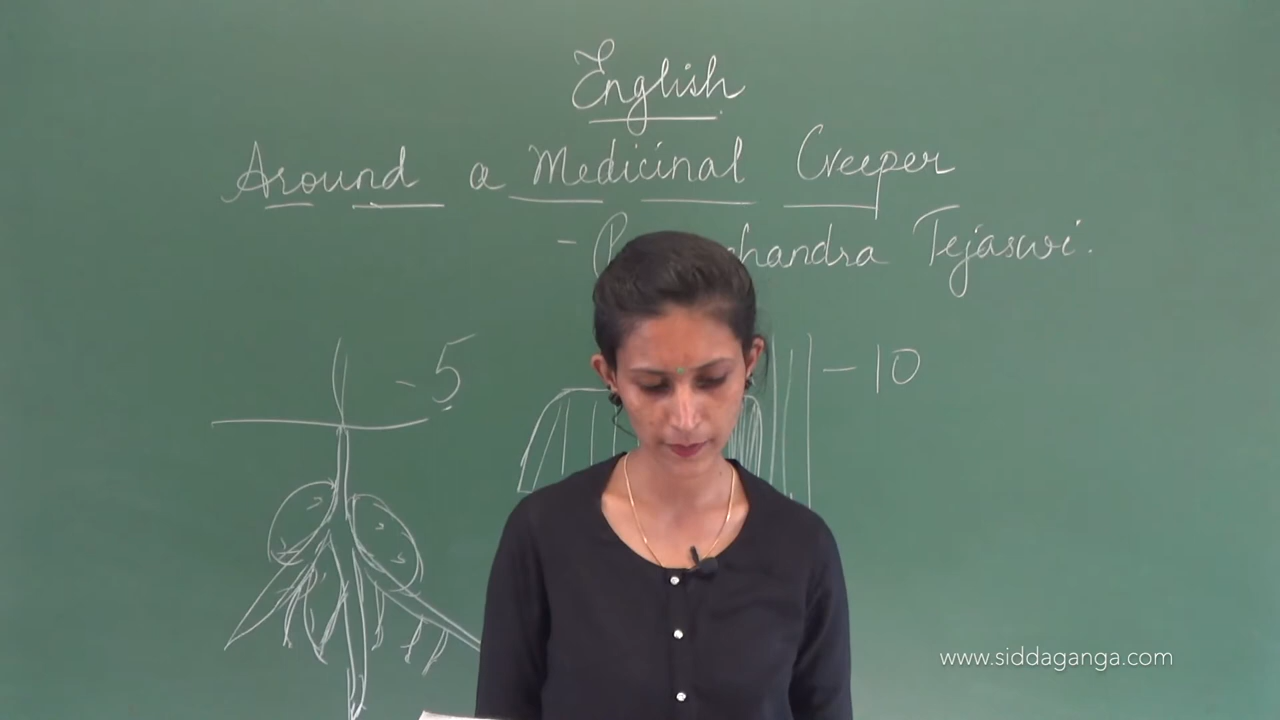 English
Around a Medicinal Creeper
- chandra Tejaswi.
- 5
- 10
www.siddaganga.com